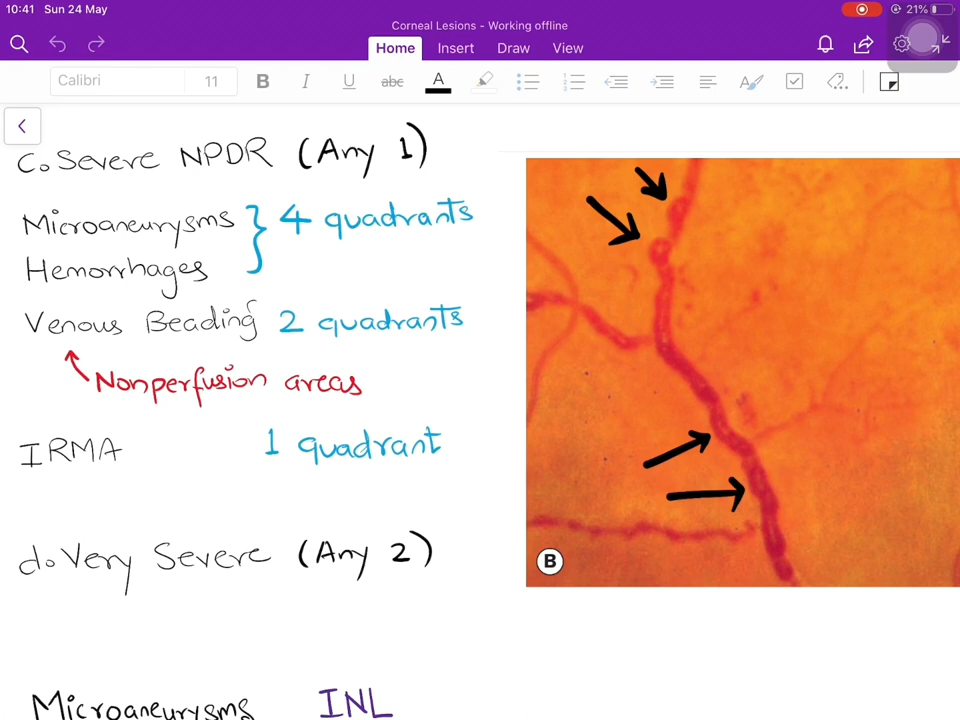 10:41 Sun 24 May
21%
Corneal Lesions - Working offline
Home Insert Draw View
Calibri 11 B I U abc A
c. Severe NPDR (Any 1)
Microaneurysms } 4 quadrants
Hemorrhages
Venous Beading 2 quadrants
Nonperfusion areas
IRMA 1 quadrant
d. Very Severe (Any 2)
B
Microaneurysms INL